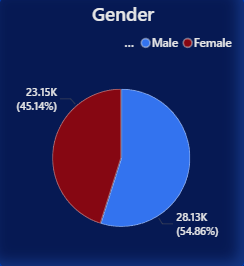 Gender
... Male Female
23.15K
(45.14%)
28.13K
(54.86%)